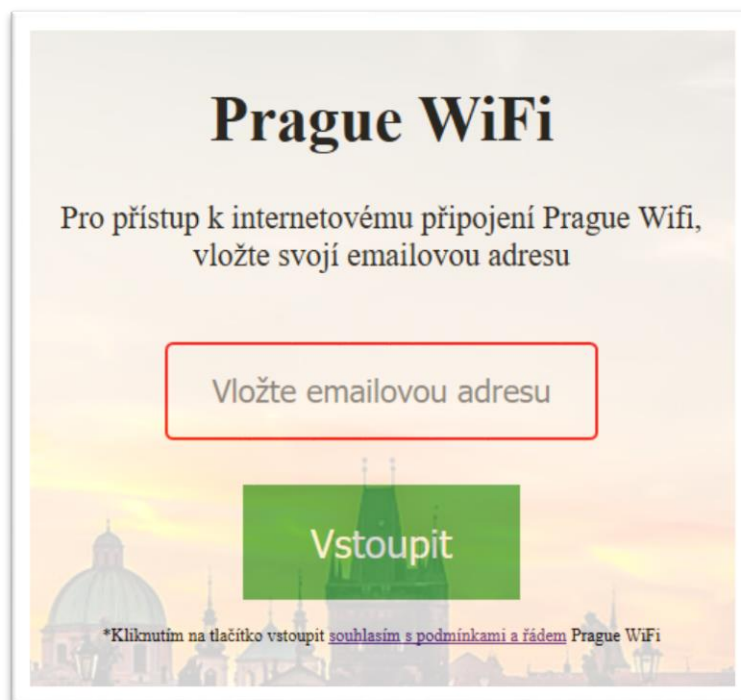 Prague WiFi
Pro přístup k internetovému připojení Prague Wifi,
vložte svojí emailovou adresu
Vložte emailovou adresu
Vstoupit
*Kliknutím na tlačítko vstoupit souhlasím s podmínkami a řádem Prague WiFi